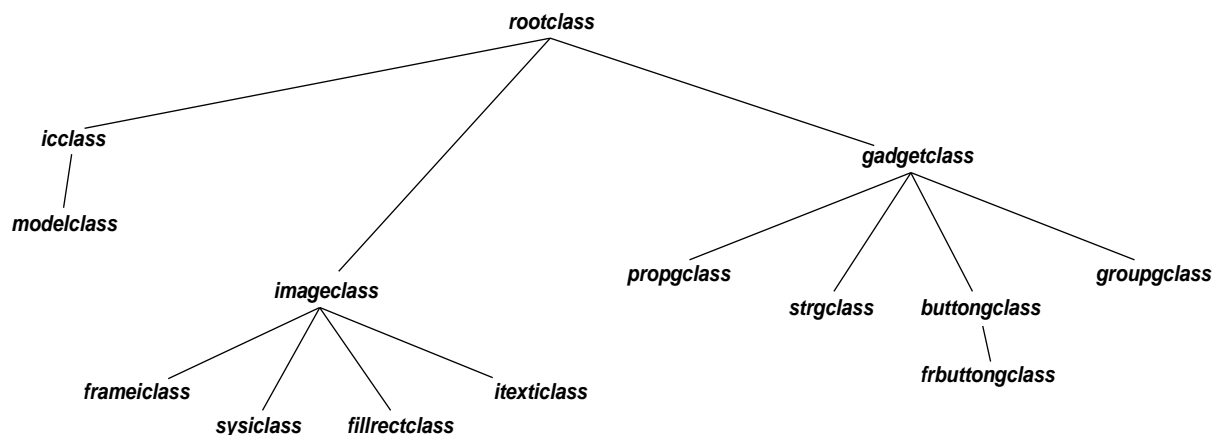 rootclass
icclass
gadgetclass
modelclass
propgclass
groupgclass
imageclass
strgclass
buttongclass
frbuttongclass
frameiclass
itexticlass
sysiclass
fillrectclass